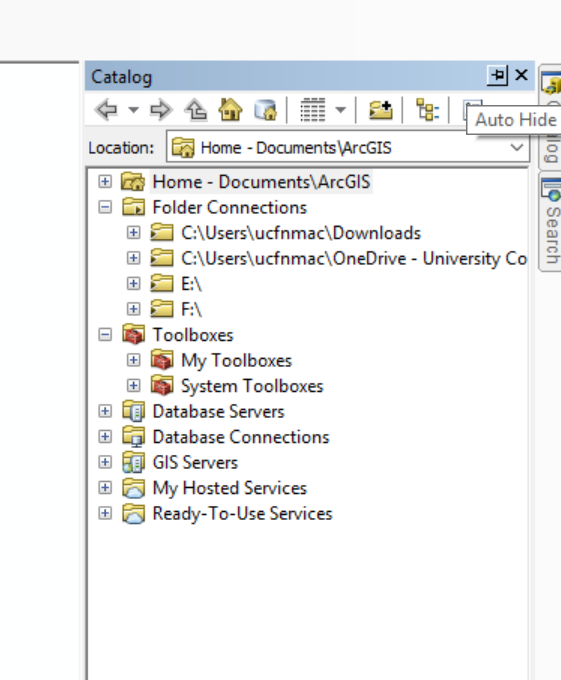 Catalog
Auto Hide
Location: Home - Documents\ArcGIS
Home - Documents\ArcGIS
Folder Connections
C:\Users\ucfnmac\Downloads
C:\Users\ucfnmac\OneDrive - University Co
E:\
F:\
Toolboxes
My Toolboxes
System Toolboxes
Database Servers
Database Connections
GIS Servers
My Hosted Services
Ready-To-Use Services
Search